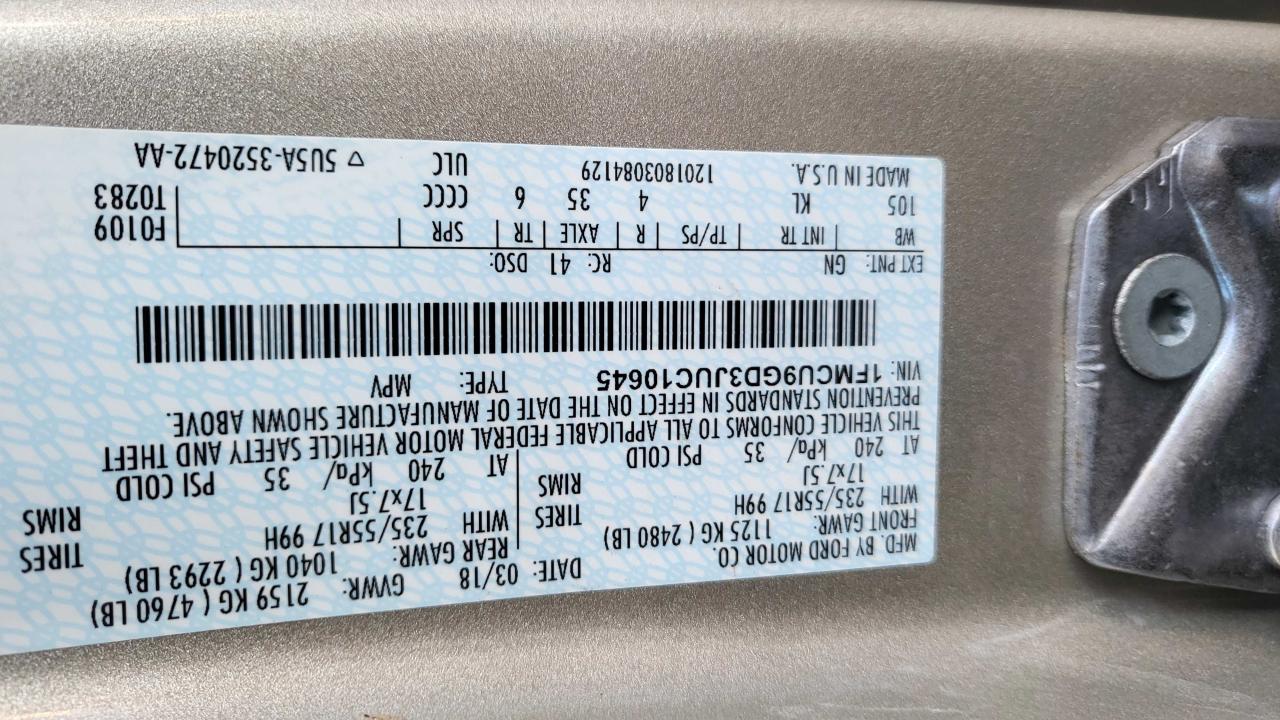 MFD. BY FORD MOTOR CO.
DATE: 03/18 GVWR: 2159 KG ( 4760 LB)
FRONT GAWR: 1125 KG ( 2480 LB) REAR GAWR: 1040 KG ( 2293 LB)
WITH 235/55R17 99H TIRES WITH 235/55R17 99H TIRES
17x7.5J RIMS 17x7.5J RIMS
AT 240 kPa/ 35 PSI COLD AT 240 kPa/ 35 PSI COLD
THIS VEHICLE CONFORMS TO ALL APPLICABLE FEDERAL MOTOR VEHICLE SAFETY AND THEFT
PREVENTION STANDARDS IN EFFECT ON THE DATE OF MANUFACTURE SHOWN ABOVE.
VIN: 1FMCU9GD3JUC10645 TYPE: MPV
EXT PNT: GN RC: 41 DSO:
WB INT TR TP/PS R AXLE TR SPR F0109
105 KL 4 35 6 CCCC T0283
MADE IN U.S.A. 1201803084129 ULC ▽ 5U5A-3520472-AA